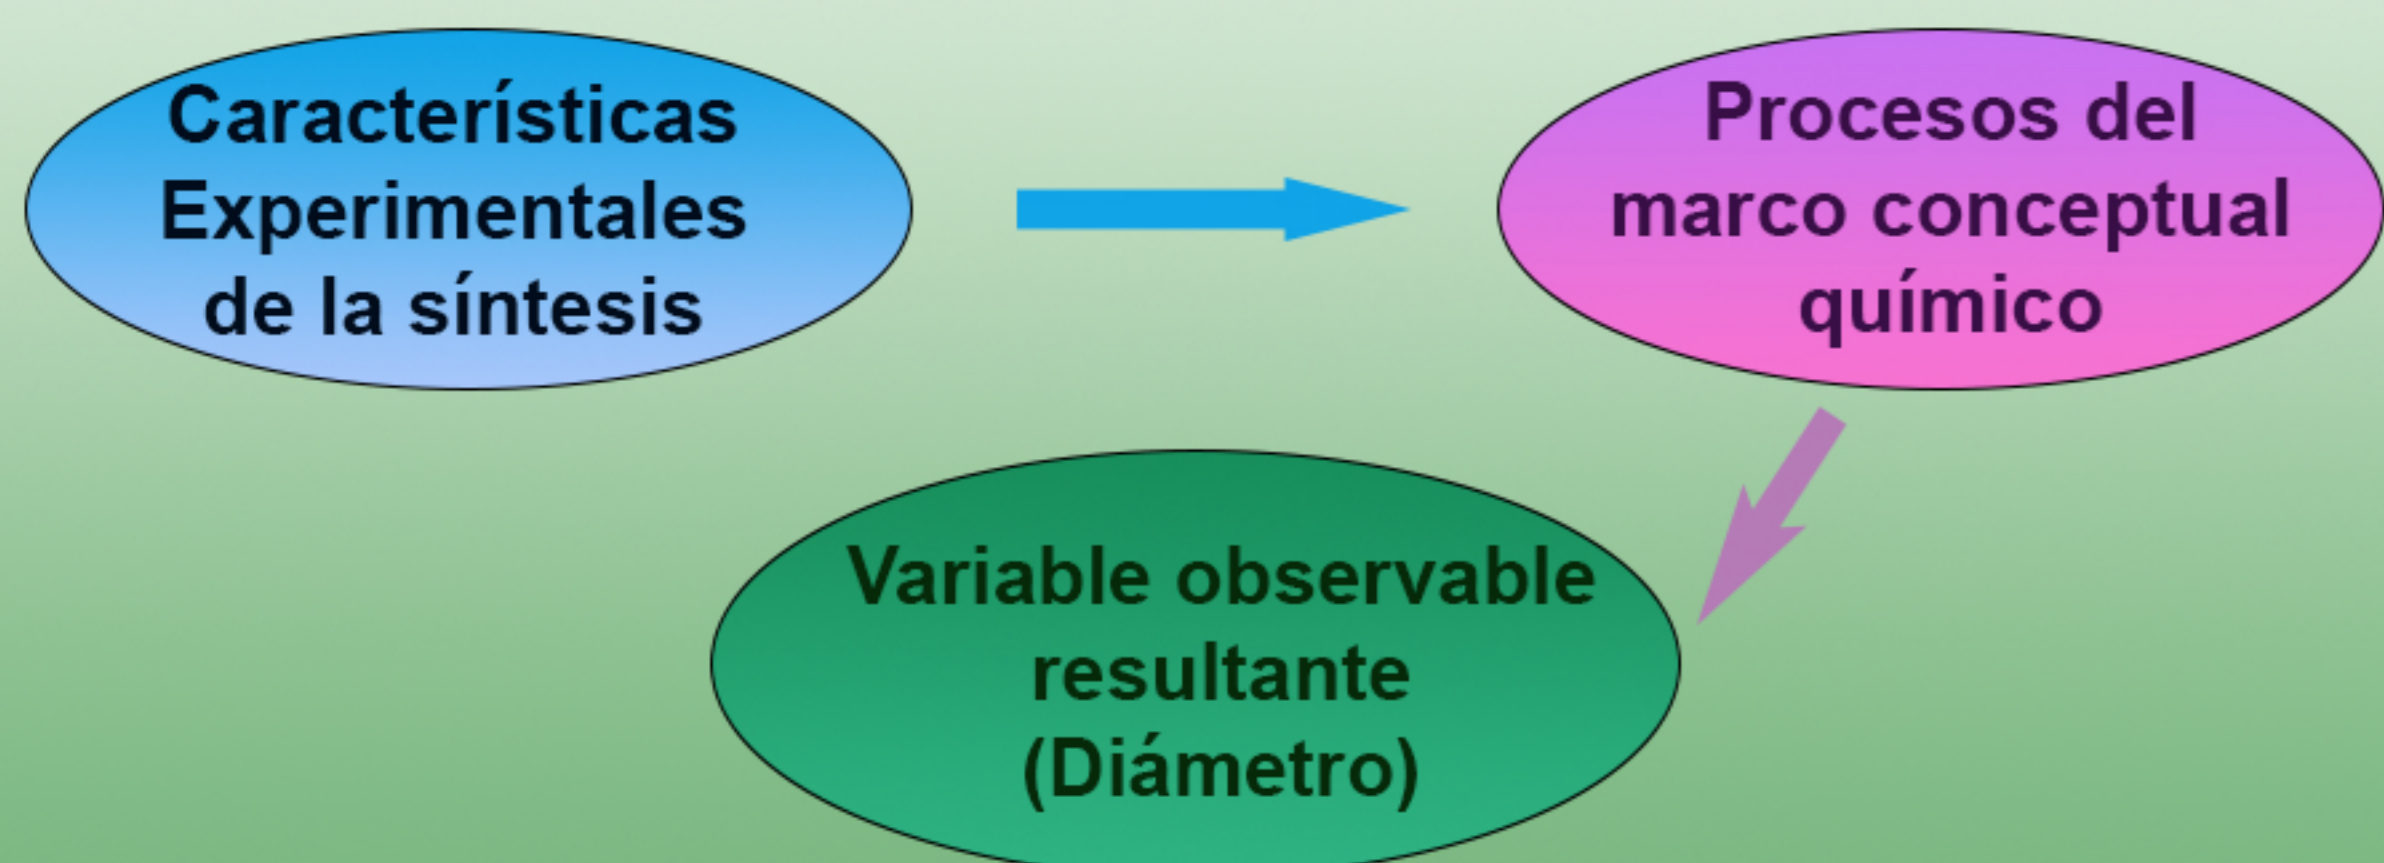 Características
Experimentales
de la síntesis
Procesos del
marco conceptual
químico
Variable observable
resultante
(Diámetro)